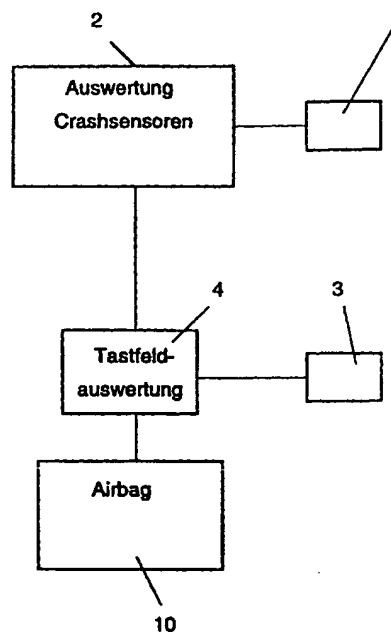 2
Auswertung
Crashsensoren
4
3
Tastfeld-
auswertung
Airbag
10